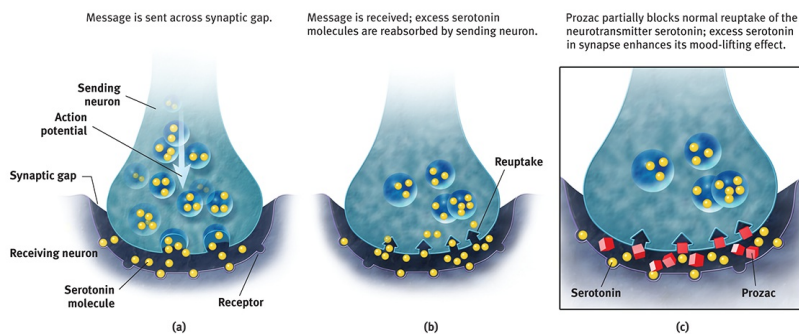 Message is sent across synaptic gap.
Sending
neuron
Action
potential
Synaptic gap
Receiving neuron
Serotonin
molecule
Receptor
(a)
Message is received; excess serotonin
molecules are reabsorbed by sending neuron.
Reuptake
(b)
Prozac partially blocks normal reuptake of the
neurotransmitter serotonin; excess serotonin
in synapse enhances its mood-lifting effect.
Serotonin
Prozac
(c)